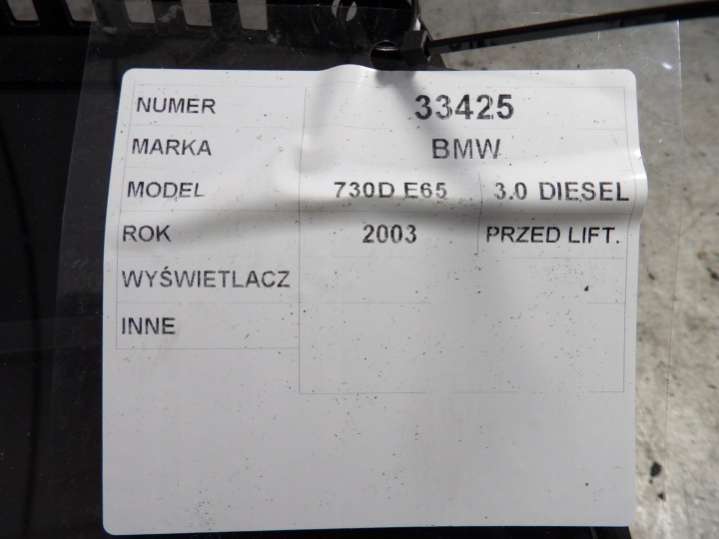 NUMER 33425
MARKA BMW
MODEL 730D E65 3.0 DIESEL
ROK 2003 PRZED LIFT.
WYŚWIETLACZ
INNE